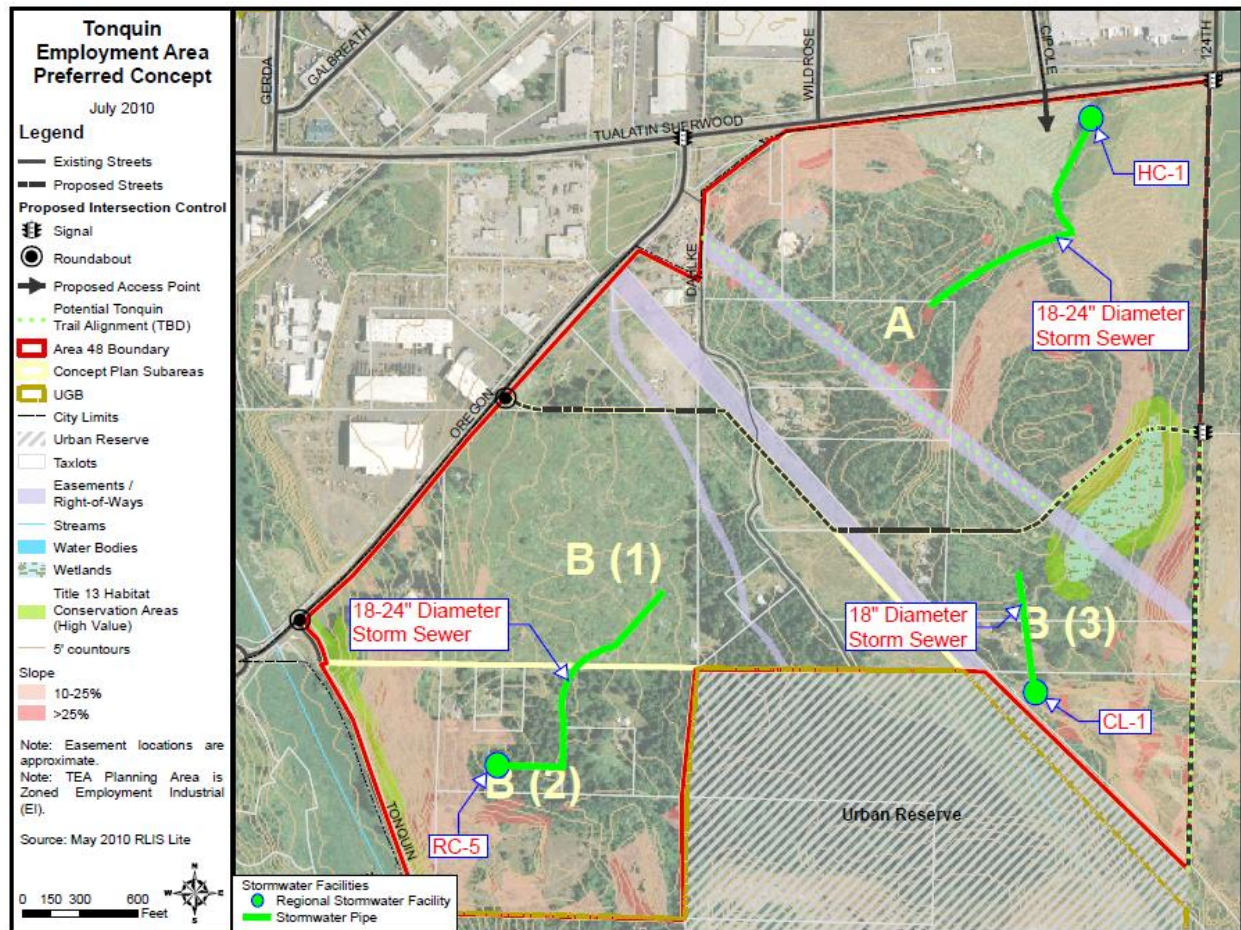 Tonquin
Employment Area
Preferred Concept
July 2010
Legend
Existing Streets
Proposed Streets
Proposed Intersection Control
Signal
Roundabout
Proposed Access Point
Potential Tonquin
Trail Alignment (TBD)
Area 48 Boundary
Concept Plan Subareas
UGB
City Limits
Urban Reserve
Taxlots
Easements /
Right-of-Ways
Streams
Water Bodies
Wetlands
Title 13 Habitat
Conservation Areas
(High Value)
5' countours
Slope
10-25%
>25%
Note: Easement locations are
approximate.
Note: TEA Planning Area is
Zoned Employment Industrial
(EI).
Source: May 2010 RLIS Lite
N
W E
S
0 150 300 600
Feet
Stormwater Facilities
Regional Stormwater Facility
Stormwater Pipe
GERDA
GALBREATH
WILDROSE
CIPOLE
124TH
TUALATIN SHERWOOD
HC-1
DAHLKE
18-24" Diameter
Storm Sewer
A
OREGON
B (1)
18-24" Diameter
Storm Sewer
18" Diameter
Storm Sewer
B (3)
CL-1
B (2)
RC-5
TONQUIN
Urban Reserve